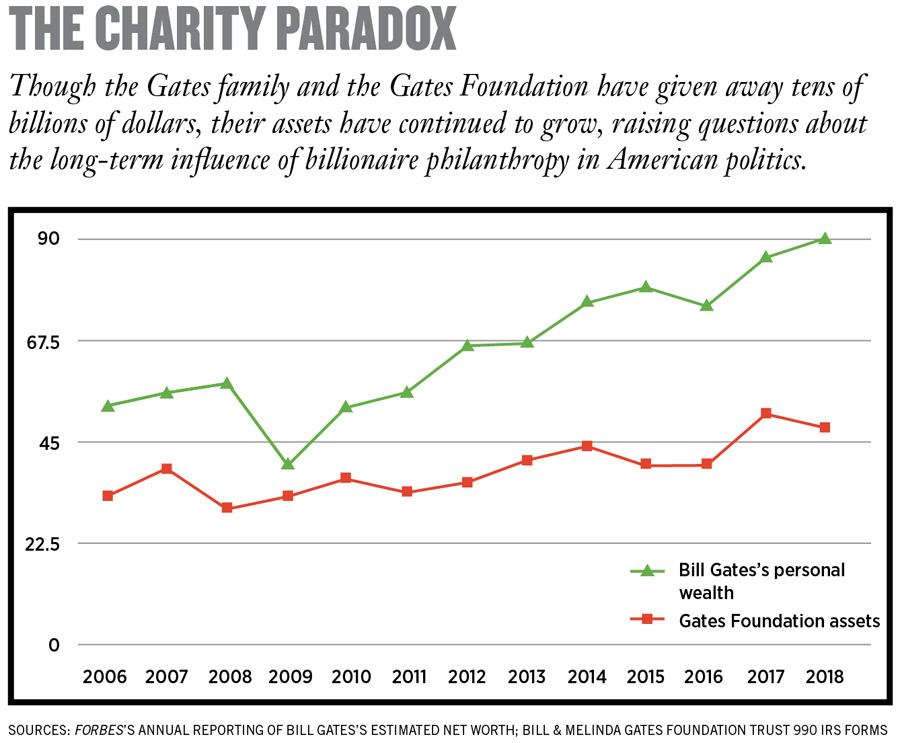 THE CHARITY PARADOX
Though the Gates family and the Gates Foundation have given away tens of
billions of dollars, their assets have continued to grow, raising questions about
the long-term influence of billionaire philanthropy in American politics.
90
67.5
45
22.5
0
Bill Gates’s personal
wealth
Gates Foundation assets
2006 2007 2008 2009 2010 2011 2012 2013 2014 2015 2016 2017 2018
SOURCES: FORBES’S ANNUAL REPORTING OF BILL GATES’S ESTIMATED NET WORTH; BILL & MELINDA GATES FOUNDATION TRUST 990 IRS FORMS